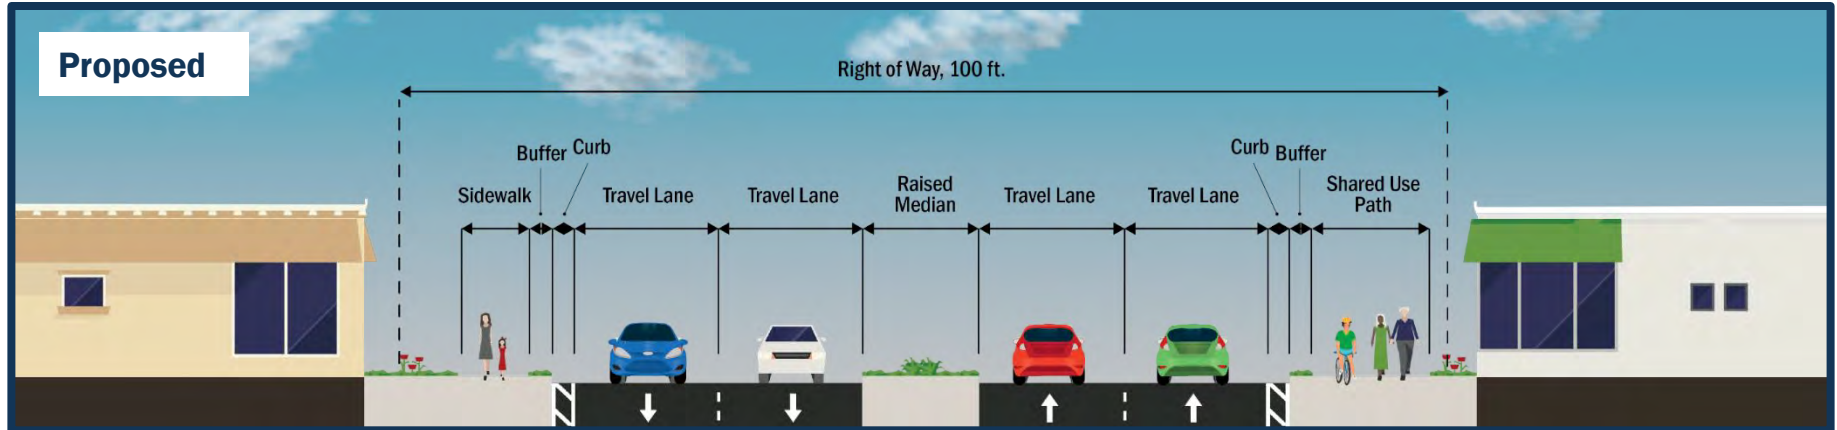 Proposed
Right of Way, 100 ft.
Buffer Curb
Curb Buffer
Sidewalk
Travel Lane
Travel Lane
Raised
Median
Travel Lane
Travel Lane
Shared Use
Path